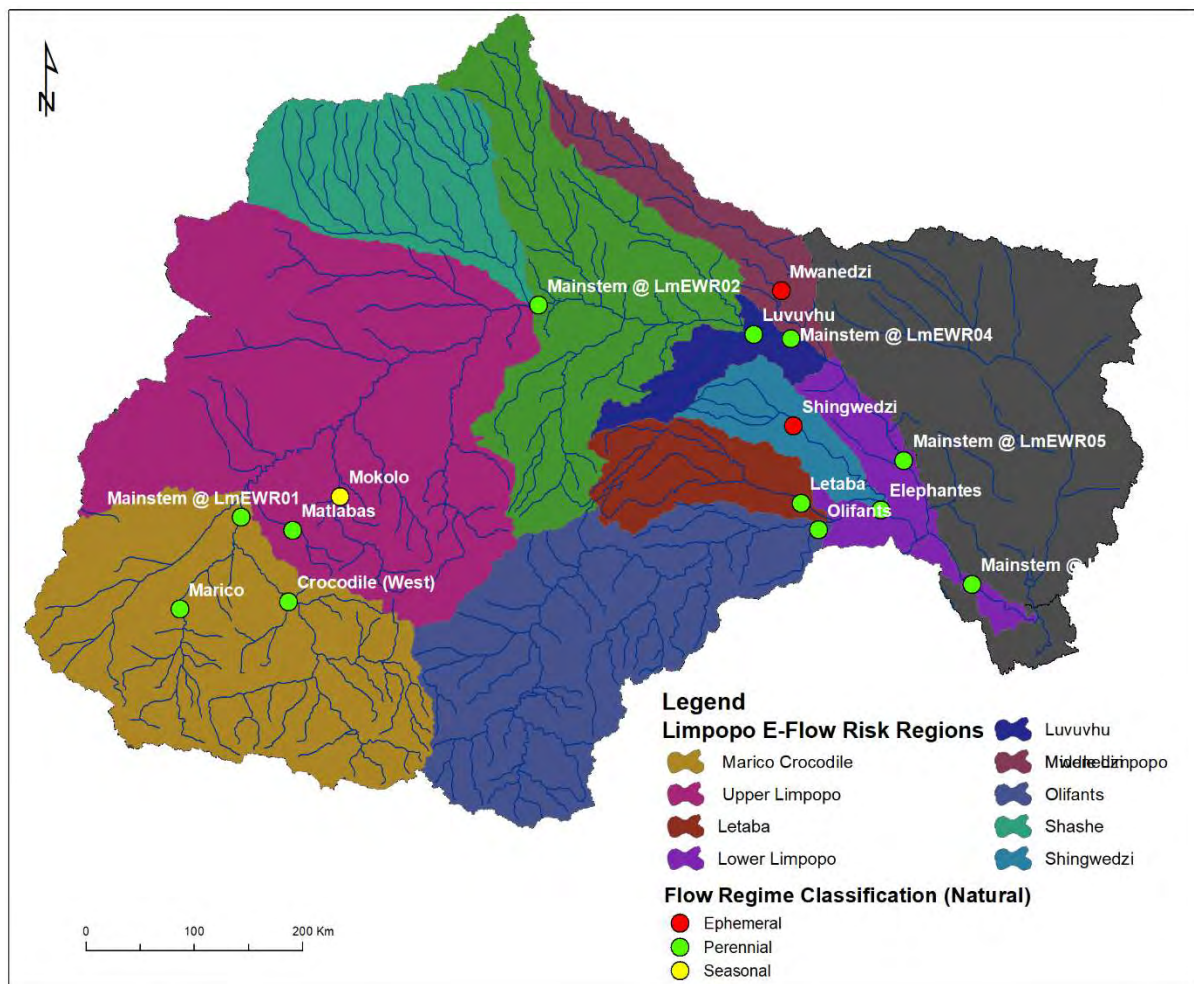 N
Mwanedzi
Mainstem @ LmEWR02
Luvuvhu
Mainstem @ LmEWR04
Shingwedzi
Mainstem @ LmEWR05
Mokolo
Letaba
Elephantes
Mainstem @ LmEWR01
Matlabas
Olifants
Crocodile (West)
Marico
Mainstem @
Legend
Limpopo E-Flow Risk Regions
Marico Crocodile
Upper Limpopo
Letaba
Lower Limpopo
Luvuvhu
Limpopo
Olifants
Shashe
Shingwedzi
Flow Regime Classification (Natural)
Ephemeral
Perennial
Seasonal
0 100 200 Km